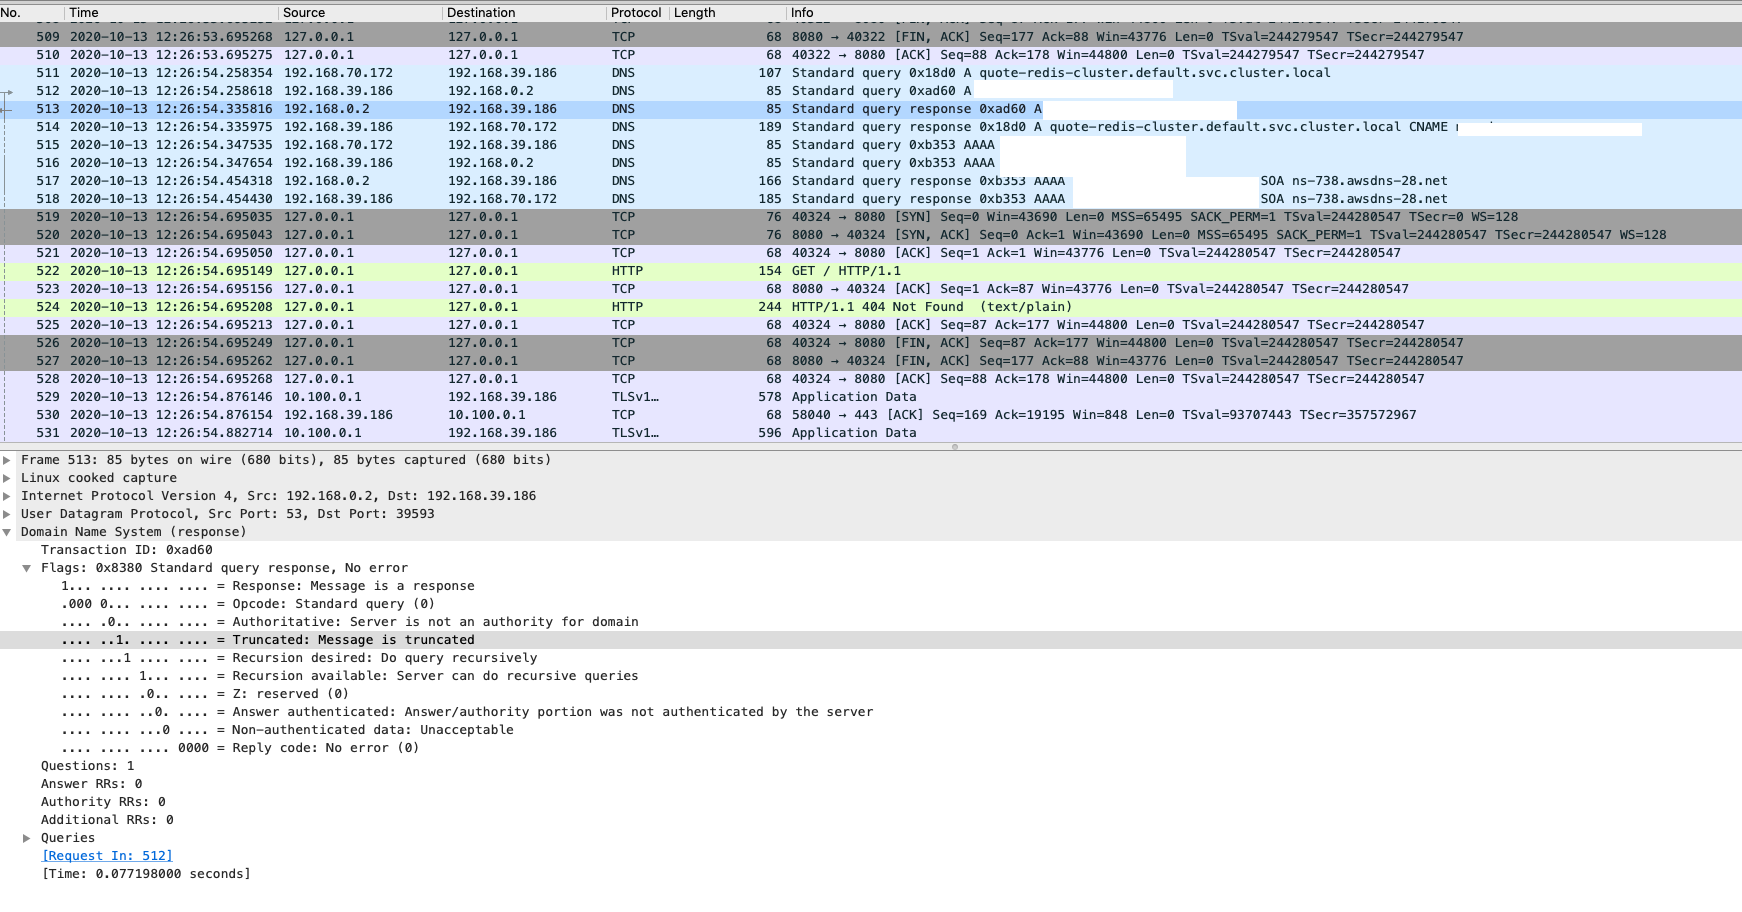 No. Time Source Destination Protocol Length Info
509 2020-10-13 12:26:53.695268 127.0.0.1 127.0.0.1 TCP 68 8080 → 40322 [FIN, ACK] Seq=177 Ack=88 Win=43776 Len=0 TSval=244279547 TSecr=244279547
510 2020-10-13 12:26:53.695275 127.0.0.1 127.0.0.1 TCP 68 40322 → 8080 [ACK] Seq=88 Ack=178 Win=44800 Len=0 TSval=244279547 TSecr=244279547
511 2020-10-13 12:26:54.258354 192.168.70.172 192.168.39.186 DNS 107 Standard query 0x18d0 A quote-redis-cluster.default.svc.cluster.local
512 2020-10-13 12:26:54.258618 192.168.39.186 192.168.0.2 DNS 85 Standard query 0xad60 A
513 2020-10-13 12:26:54.335816 192.168.0.2 192.168.39.186 DNS 85 Standard query response 0xad60 A
514 2020-10-13 12:26:54.335975 192.168.39.186 192.168.70.172 DNS 189 Standard query response 0x18d0 A quote-redis-cluster.default.svc.cluster.local CNAME
515 2020-10-13 12:26:54.347535 192.168.70.172 192.168.39.186 DNS 85 Standard query 0xb353 AAAA
516 2020-10-13 12:26:54.347654 192.168.39.186 192.168.0.2 DNS 85 Standard query 0xb353 AAAA
517 2020-10-13 12:26:54.454318 192.168.0.2 192.168.39.186 DNS 166 Standard query response 0xb353 AAAA SOA ns-738.awsdns-28.net
518 2020-10-13 12:26:54.454430 192.168.39.186 192.168.70.172 DNS 185 Standard query response 0xb353 AAAA SOA ns-738.awsdns-28.net
519 2020-10-13 12:26:54.695035 127.0.0.1 127.0.0.1 TCP 76 40324 → 8080 [SYN] Seq=0 Win=43690 Len=0 MSS=65495 SACK_PERM=1 TSval=244280547 TSecr=0 WS=128
520 2020-10-13 12:26:54.695043 127.0.0.1 127.0.0.1 TCP 76 8080 → 40324 [SYN, ACK] Seq=0 Ack=1 Win=43690 Len=0 MSS=65495 SACK_PERM=1 TSval=244280547 TSecr=244280547 WS=128
521 2020-10-13 12:26:54.695050 127.0.0.1 127.0.0.1 TCP 68 40324 → 8080 [ACK] Seq=1 Ack=1 Win=43776 Len=0 TSval=244280547 TSecr=244280547
522 2020-10-13 12:26:54.695149 127.0.0.1 127.0.0.1 HTTP 154 GET / HTTP/1.1
523 2020-10-13 12:26:54.695156 127.0.0.1 127.0.0.1 TCP 68 8080 → 40324 [ACK] Seq=1 Ack=87 Win=43776 Len=0 TSval=244280547 TSecr=244280547
524 2020-10-13 12:26:54.695208 127.0.0.1 127.0.0.1 HTTP 244 HTTP/1.1 404 Not Found (text/plain)
525 2020-10-13 12:26:54.695213 127.0.0.1 127.0.0.1 TCP 68 40324 → 8080 [ACK] Seq=87 Ack=177 Win=44800 Len=0 TSval=244280547 TSecr=244280547
526 2020-10-13 12:26:54.695249 127.0.0.1 127.0.0.1 TCP 68 40324 → 8080 [FIN, ACK] Seq=87 Ack=177 Win=44800 Len=0 TSval=244280547 TSecr=244280547
527 2020-10-13 12:26:54.695262 127.0.0.1 127.0.0.1 TCP 68 8080 → 40324 [FIN, ACK] Seq=177 Ack=88 Win=43776 Len=0 TSval=244280547 TSecr=244280547
528 2020-10-13 12:26:54.695268 127.0.0.1 127.0.0.1 TCP 68 40324 → 8080 [ACK] Seq=88 Ack=178 Win=44800 Len=0 TSval=244280547 TSecr=244280547
529 2020-10-13 12:26:54.876146 10.100.0.1 192.168.39.186 TLSv1… 578 Application Data
530 2020-10-13 12:26:54.876154 192.168.39.186 10.100.0.1 TCP 68 58040 → 443 [ACK] Seq=169 Ack=19195 Win=848 Len=0 TSval=93707443 TSecr=357572967
531 2020-10-13 12:26:54.882714 10.100.0.1 192.168.39.186 TLSv1… 596 Application Data
Frame 513: 85 bytes on wire (680 bits), 85 bytes captured (680 bits)
Linux cooked capture
Internet Protocol Version 4, Src: 192.168.0.2, Dst: 192.168.39.186
User Datagram Protocol, Src Port: 53, Dst Port: 39593
Domain Name System (response)
Transaction ID: 0xad60
Flags: 0x8380 Standard query response, No error
1... .... .... .... = Response: Message is a response
.000 0... .... .... = Opcode: Standard query (0)
.... .0.. .... .... = Authoritative: Server is not an authority for domain
.... ..1. .... .... = Truncated: Message is truncated
.... ...1 .... .... = Recursion desired: Do query recursively
.... .... 1... .... = Recursion available: Server can do recursive queries
.... .... .0.. .... = Z: reserved (0)
.... .... ..0. .... = Answer authenticated: Answer/authority portion was not authenticated by the server
.... .... ...0 .... = Non-authenticated data: Unacceptable
.... .... .... 0000 = Reply code: No error (0)
Questions: 1
Answer RRs: 0
Authority RRs: 0
Additional RRs: 0
Queries
[Request In: 512]
[Time: 0.077198000 seconds]